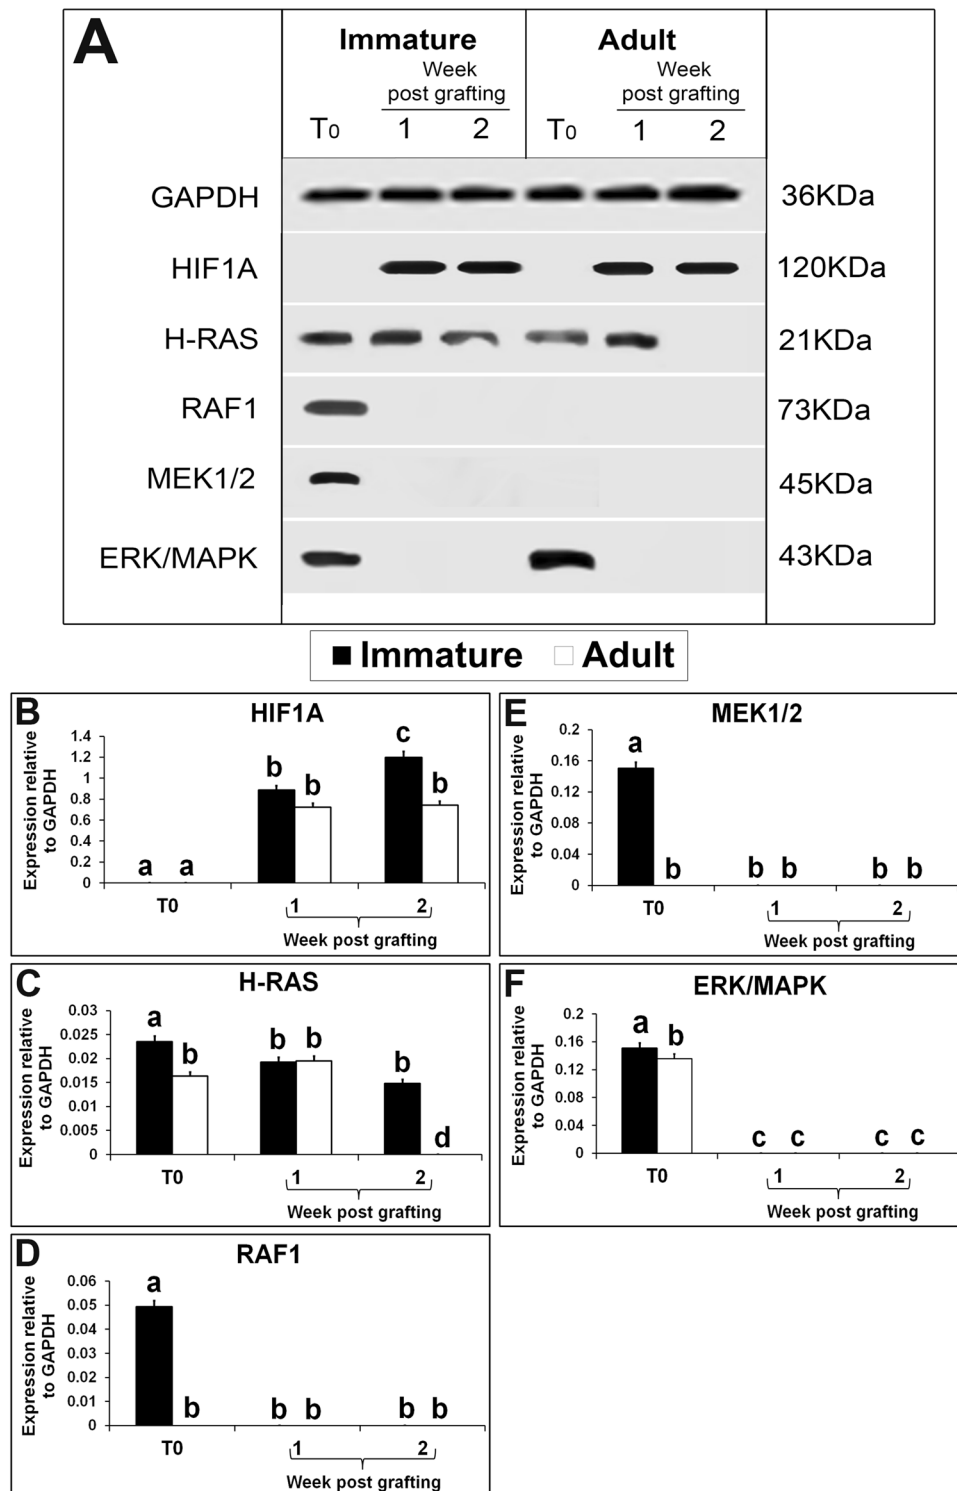 A
Immature Adult
Week Week
post grafting post grafting
T0 1 2 T0 1 2
GAPDH 36KDa
HIF1A 120KDa
H-RAS 21KDa
RAF1 73KDa
MEK1/2 45KDa
ERK/MAPK 43KDa
Immature Adult
B
HIF1A
Expression relative
to GAPDH
1.4
1.2
1
0.8
0.6
0.4
0.2
0
a a b b c b
T0 1 2
Week post grafting
C
H-RAS
Expression relative
to GAPDH
0.03
0.025
0.02
0.015
0.01
0.005
0
a b b b b d
T0 1 2
Week post grafting
D
RAF1
Expression relative
to GAPDH
0.06
0.05
0.04
0.03
0.02
0.01
0
a b b b b b
T0 1 2
Week post grafting
E
MEK1/2
Expression relative
to GAPDH
0.2
0.16
0.12
0.08
0.04
0
a b b b b b
T0 1 2
Week post grafting
F
ERK/MAPK
Expression relative
to GAPDH
0.2
0.16
0.12
0.08
0.04
0
a b c c c c
T0 1 2
Week post grafting